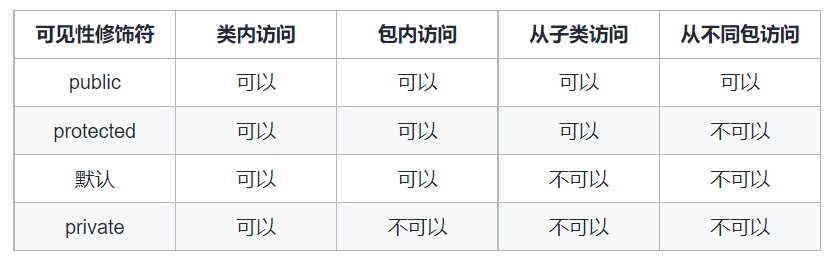 可见性修饰符 类内访问 包内访问 从子类访问 从不同包访问
public 可以 可以 可以 可以
protected 可以 可以 可以 不可以
默认 可以 可以 不可以 不可以
private 可以 不可以 不可以 不可以